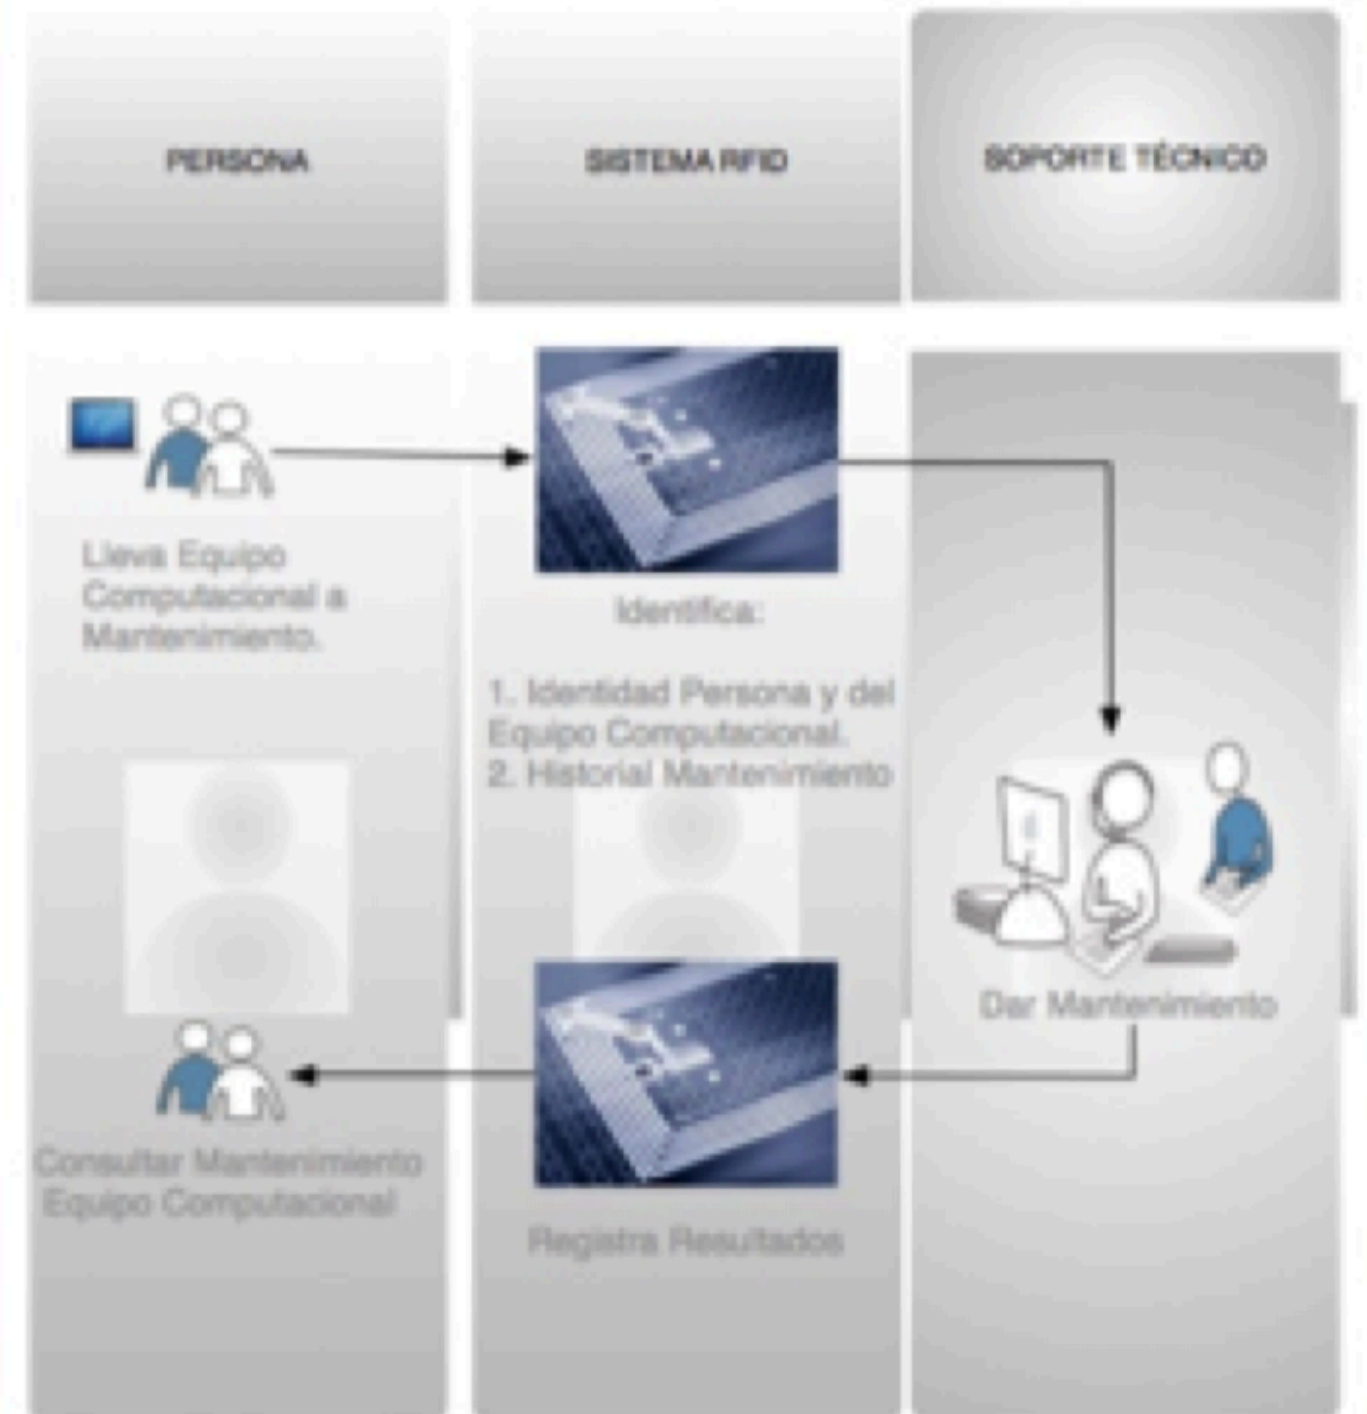 PERSONA
SISTEMA RFID
SOPORTE TÉCNICO
Lleva Equipo
Computacional a
Mantenimiento.
Identifica:
1. Identidad Persona y del
Equipo Computacional.
2. Historial Mantenimiento
Dar Mantenimiento
Consultar Mantenimiento
Equipo Computacional
Registra Resultados